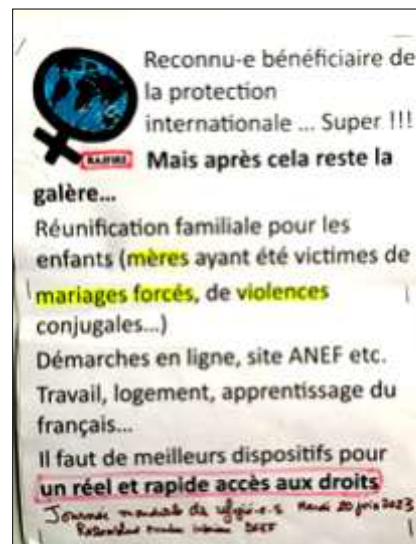 Reconnu-e bénéficiaire de
la protection
internationale ... Super !!!
RAJFIRE
Mais après cela reste la
galère...
Réunification familiale pour les
enfants (mères ayant été victimes de
mariages forcés, de violences
conjugales...)
Démarches en ligne, site ANEF etc.
Travail, logement, apprentissage du
français...
Il faut de meilleurs dispositifs pour
un réel et rapide accès aux droits
Journée mondiale de réfugié-e-s Mardi 20 juin 2023